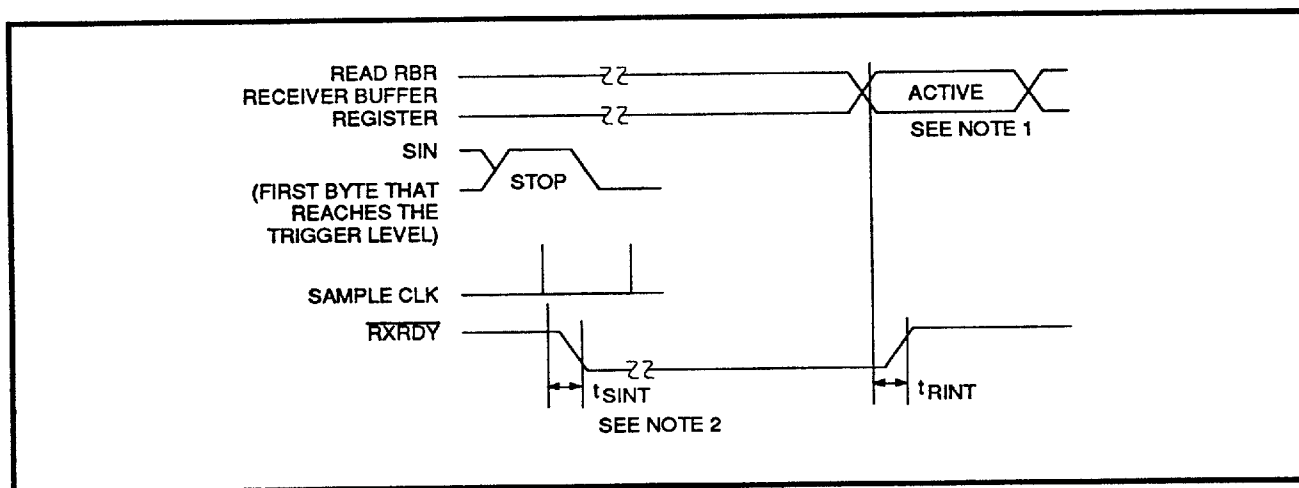 READ RBR
RECEIVER BUFFER
REGISTER
ACTIVE
SEE NOTE 1
SIN
STOP
(FIRST BYTE THAT
REACHES THE
TRIGGER LEVEL)
SAMPLE CLK
RXRDY
tSINT
tRINT
SEE NOTE 2